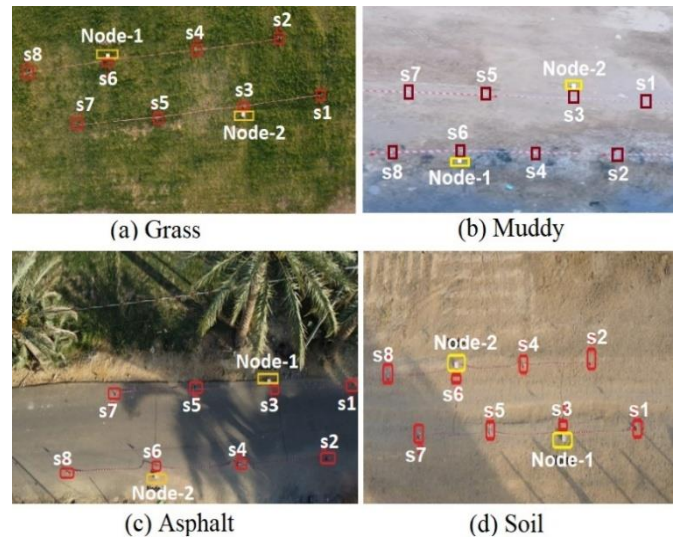 s2
Node-1
s4
s8
s6
s3
s1
s7
s5
Node-2
(a) Grass
Node-2
s7
s5
s1
s3
s6
s8
Node-1
s4
s2
(b) Muddy
Node-1
s7
s5
s3
s1
s8
s6
s4
s2
Node-2
(c) Asphalt
s2
Node-2
s4
s8
s6
s5
s3
s1
s7
Node-1
(d) Soil